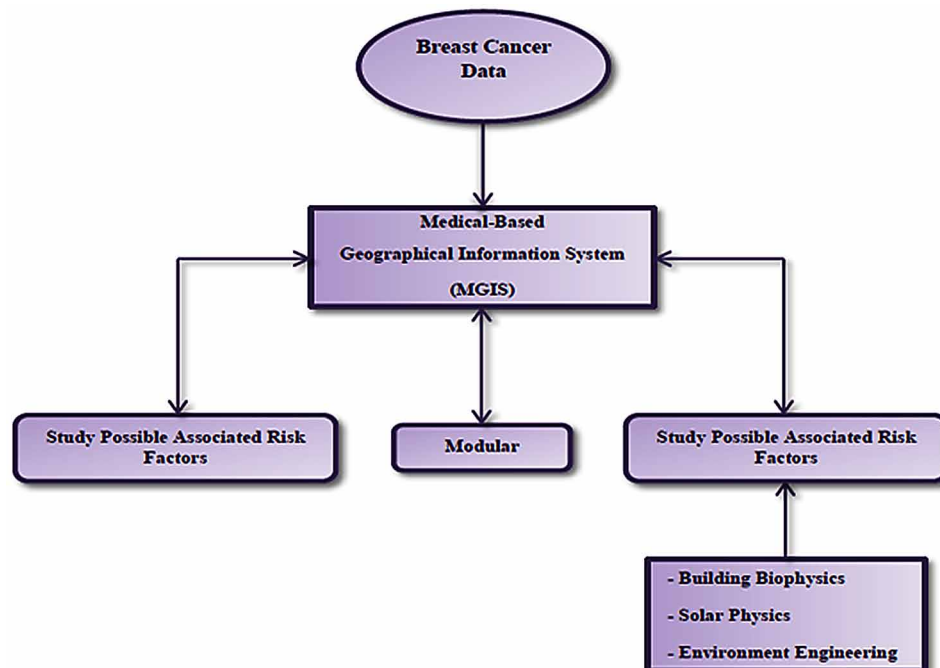 Breast Cancer
Data
Medical-Based
Geographical Information System
(MGIS)
Study Possible Associated Risk
Factors
Modular
Study Possible Associated Risk
Factors
- Building Biophysics
- Solar Physics
- Environment Engineering